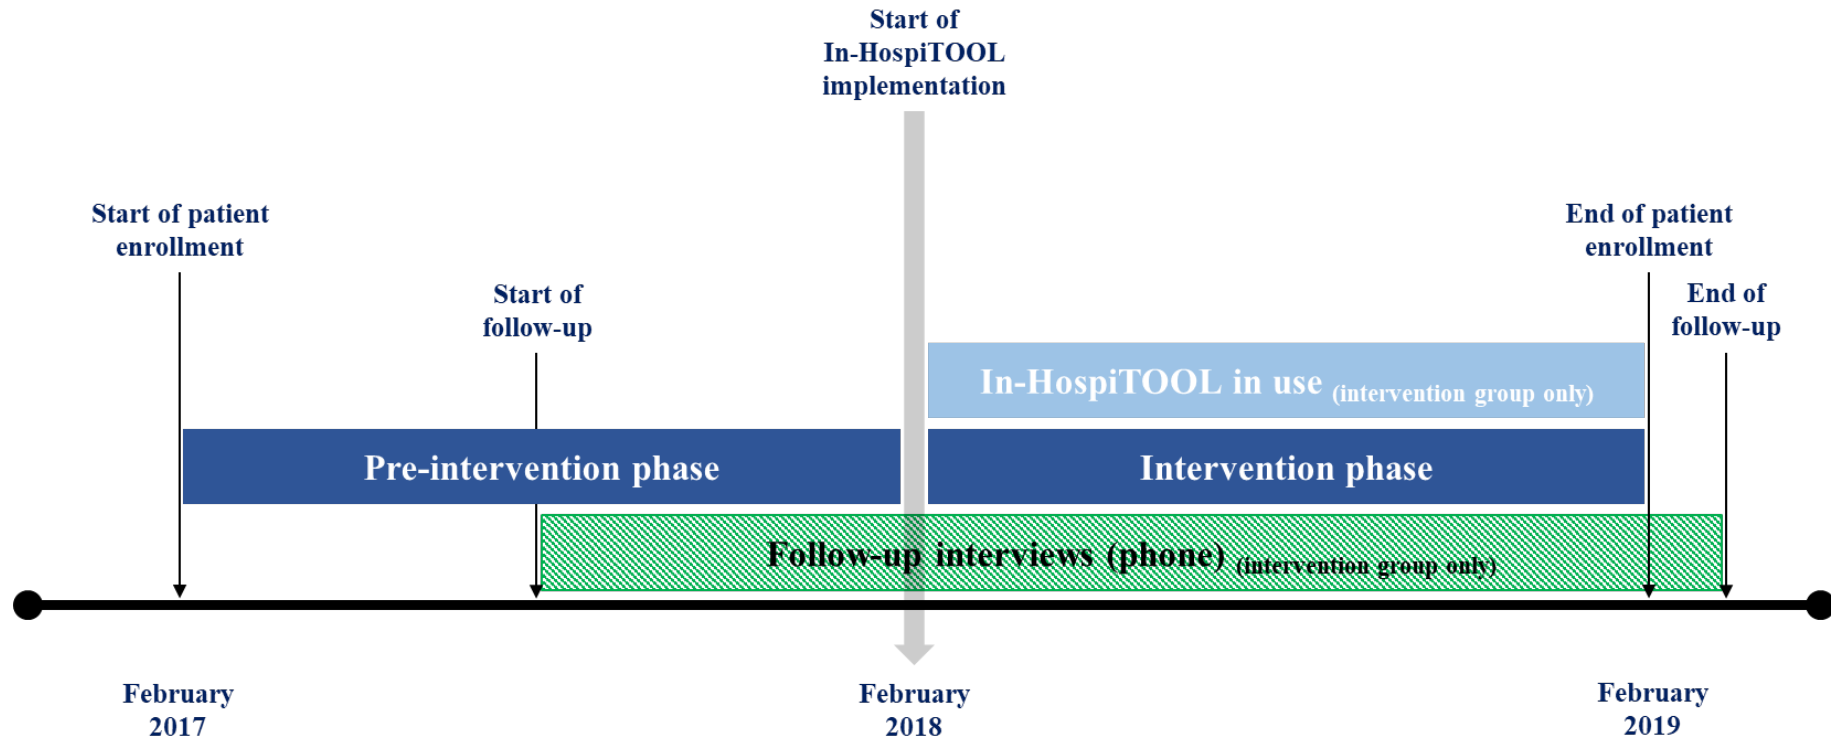 Start of
In-HospiTOOL
implementation
Start of patient
enrollment
End of patient
enrollment
Start of
follow-up
End of
follow-up
In-HospiTOOL in use (intervention group only)
Pre-intervention phase
Intervention phase
Follow-up interviews (phone) (intervention group only)
February
2017
February
2018
February
2019